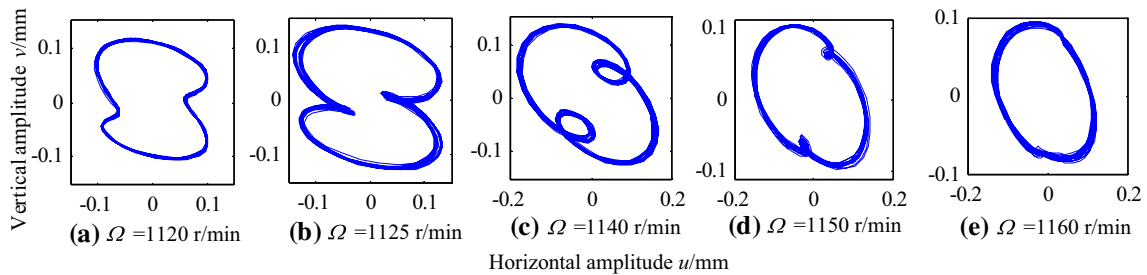 Vertical amplitude v/mm
0.1
0
-0.1
-0.1 0 0.1
(a) Ω =1120 r/min
0.1
0
-0.1
-0.1 0 0.1
(b) Ω =1125 r/min
0.1
0
-0.1
-0.2 0 0.2
(c) Ω =1140 r/min
0.1
0
-0.1
-0.2 0 0.2
(d) Ω =1150 r/min
0.1
0
-0.1
-0.2 0 0.2
(e) Ω =1160 r/min
Horizontal amplitude u/mm